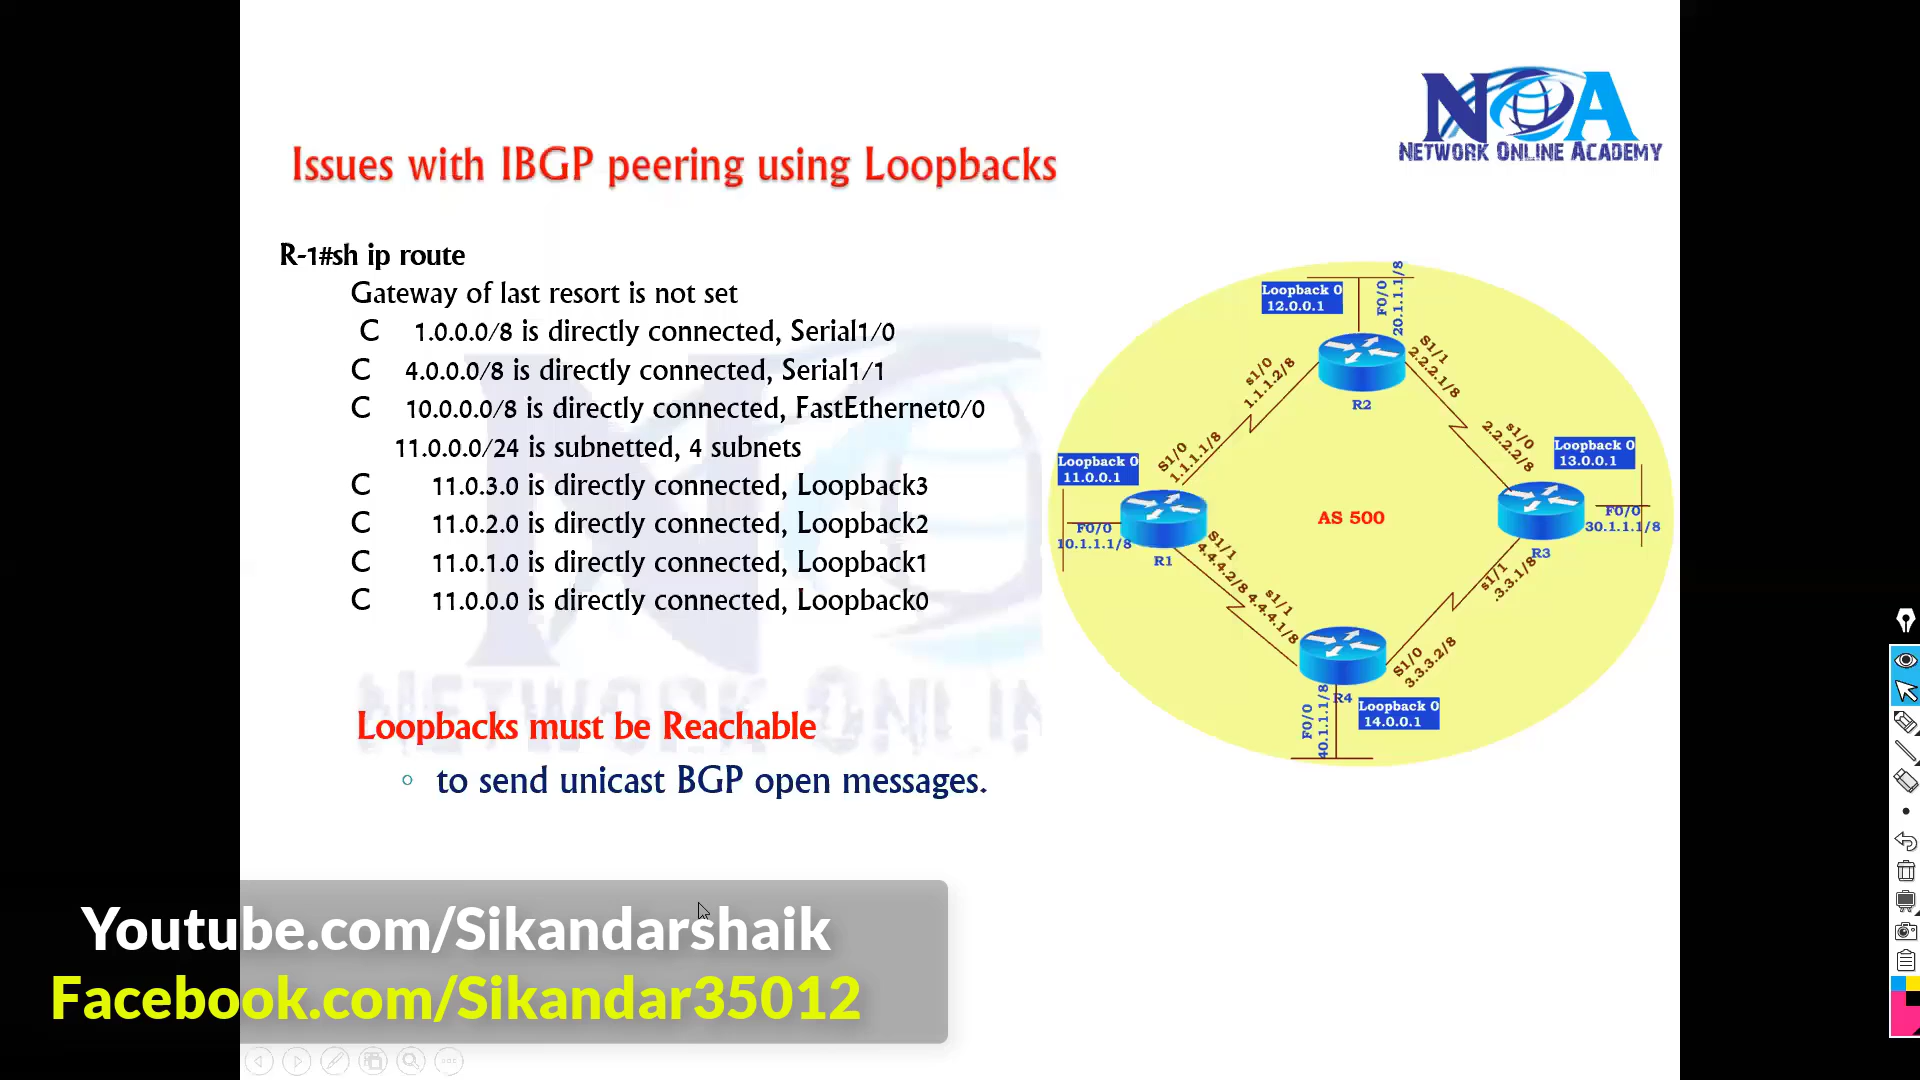 NOA
NETWORK ONLINE ACADEMY
Issues with IBGP peering using Loopbacks
R-1#sh ip route
Gateway of last resort is not set
C 1.0.0.0/8 is directly connected, Serial1/0
C 4.0.0.0/8 is directly connected, Serial1/1
C 10.0.0.0/8 is directly connected, FastEthernet0/0
11.0.0.0/24 is subnetted, 4 subnets
C 11.0.3.0 is directly connected, Loopback3
C 11.0.2.0 is directly connected, Loopback2
C 11.0.1.0 is directly connected, Loopback1
C 11.0.0.0 is directly connected, Loopback0
NETWORK ONLIN
Loopbacks must be Reachable
to send unicast BGP open messages.
Loopback 0
12.0.0.1
F0/0
20.1.1.1/8
R2
s1/0
1.1.1.2/8
S1/1
2.2.2.1/8
S1/0
1.1.1.1/8
s1/0
2.2.2.2/8
Loopback 0
11.0.0.1
Loopback 0
13.0.0.1
AS 500
F0/0
10.1.1.1/8
R1
F0/0
30.1.1.1/8
R3
S1/1
4.4.4.2/8
s1/1
4.4.4.1/8
s1/1
.3.3.1/8
S1/0
3.3.3.2/8
R4
F0/0
40.1.1.1/8
Loopback 0
14.0.0.1
Youtube.com/Sikandarshaik
Facebook.com/Sikandar35012